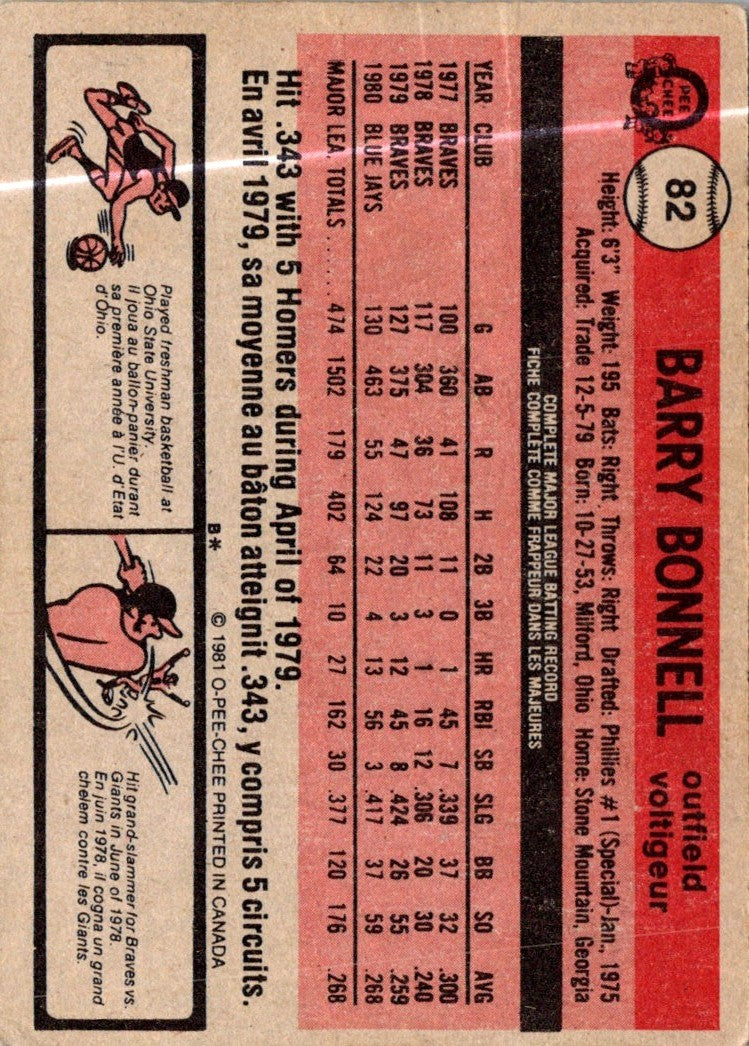 O
PEE
CHEE
82
BARRY BONNELL
outfield
voltigeur
Height: 6'3" Weight: 195 Bats: Right Throws: Right Drafted: Phillies #1 (Special)-Jan., 1975
Acquired: Trade 12-5-79 Born: 10-27-53, Milford, Ohio Home: Stone Mountain, Georgia
COMPLETE MAJOR LEAGUE BATTING RECORD
FICHE COMPLETE COMME FRAPPEUR DANS LES MAJEURES
YEAR CLUB G AB R H 2B 3B HR RBI SB SLG BB SO AVG
1977 BRAVES 100 360 41 108 11 0 1 45 7 .339 37 32 .300
1978 BRAVES 117 304 36 73 11 3 1 16 12 .306 20 30 .240
1979 BRAVES 127 375 47 97 20 3 12 45 8 .424 26 55 .259
1980 BLUE JAYS 130 463 55 124 22 4 13 56 3 .417 37 59 .268
MAJOR LEA. TOTALS ...... 474 1502 179 402 64 10 27 162 30 .377 120 176 .268
Hit .343 with 5 Homers during April of 1979.
En avril 1979, sa moyenne au bâton atteignit .343, y compris 5 circuits.
B* © 1981 O-PEE-CHEE PRINTED IN CANADA
Played freshman basketball at
Ohio State University.
Il joua au ballon-panier durant
sa première année à l'U. d'Etat
d'Ohio.
Hit grand-slammer for Braves vs.
Giants in June of 1978
En juin 1978, il cogna un grand
chelem contre les Giants.